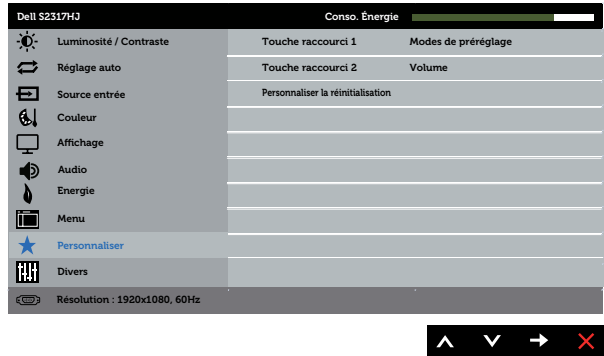 Dell S2317HJ Conso. Énergie
Luminosité / Contraste Touche raccourci 1 Modes de préréglage
Réglage auto Touche raccourci 2 Volume
Source entrée Personnaliser la réinitialisation
Couleur
Affichage
Audio
Energie
Menu
Personnaliser
Divers
Résolution : 1920x1080, 60Hz